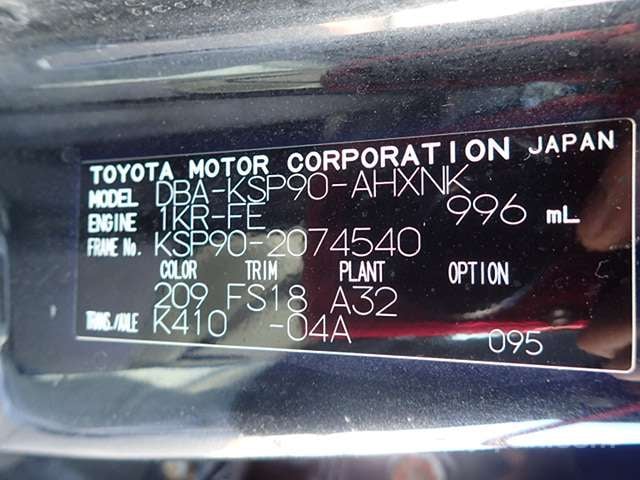 TOYOTA MOTOR CORPORATION JAPAN
MODEL DBA-KSP90-AHXNK
ENGINE 1KR-FE 996 mL
FRAME No. KSP90-2074540
COLOR TRIM PLANT OPTION
209 FS18 A32
TRANS./AXLE K410 -04A
095